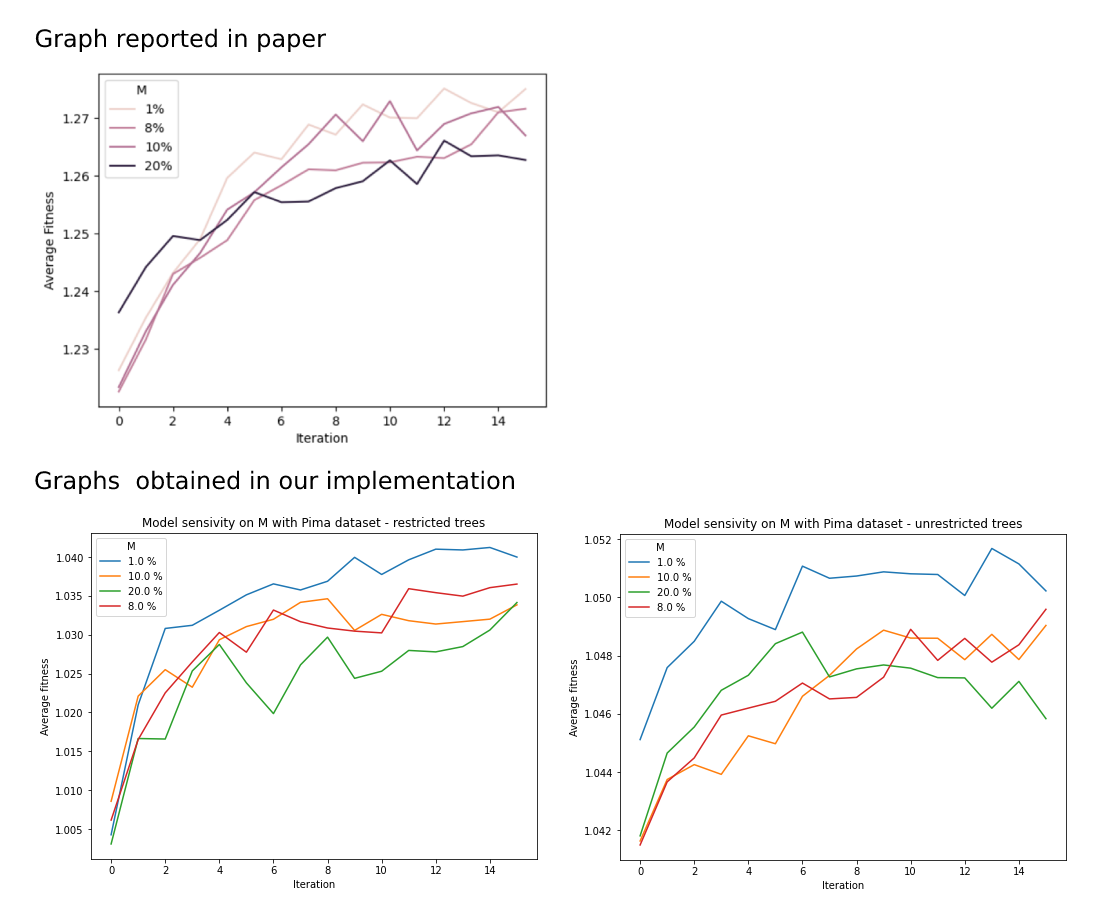 Graph reported in paper
M
1%
8%
10%
20%
1.27
1.26
1.25
1.24
1.23
Average Fitness
0 2 4 6 8 10 12 14
Iteration
Graphs obtained in our implementation
Model sensivity on M with Pima dataset - restricted trees
M
1.0 %
10.0 %
20.0 %
8.0 %
1.040
1.035
1.030
1.025
1.020
1.015
1.010
1.005
Average fitness
0 2 4 6 8 10 12 14
Iteration
Model sensivity on M with Pima dataset - unrestricted trees
M
1.0 %
10.0 %
20.0 %
8.0 %
1.052
1.050
1.048
1.046
1.044
1.042
Average fitness
0 2 4 6 8 10 12 14
Iteration